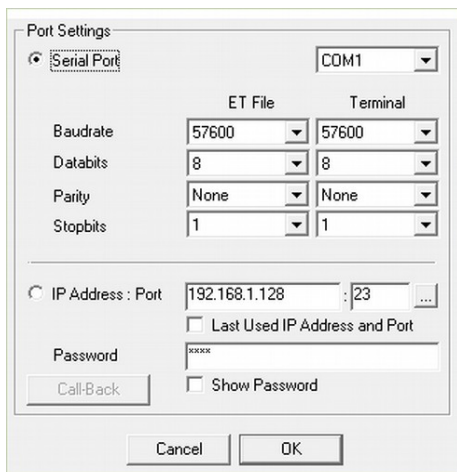 Port Settings
Serial Port COM1
ET File Terminal
Baudrate 57600 57600
Databits 8 8
Parity None None
Stopbits 1 1
IP Address : Port 192.168.1.128 : 23 ...
Last Used IP Address and Port
Password xxxx
Call-Back Show Password
Cancel OK